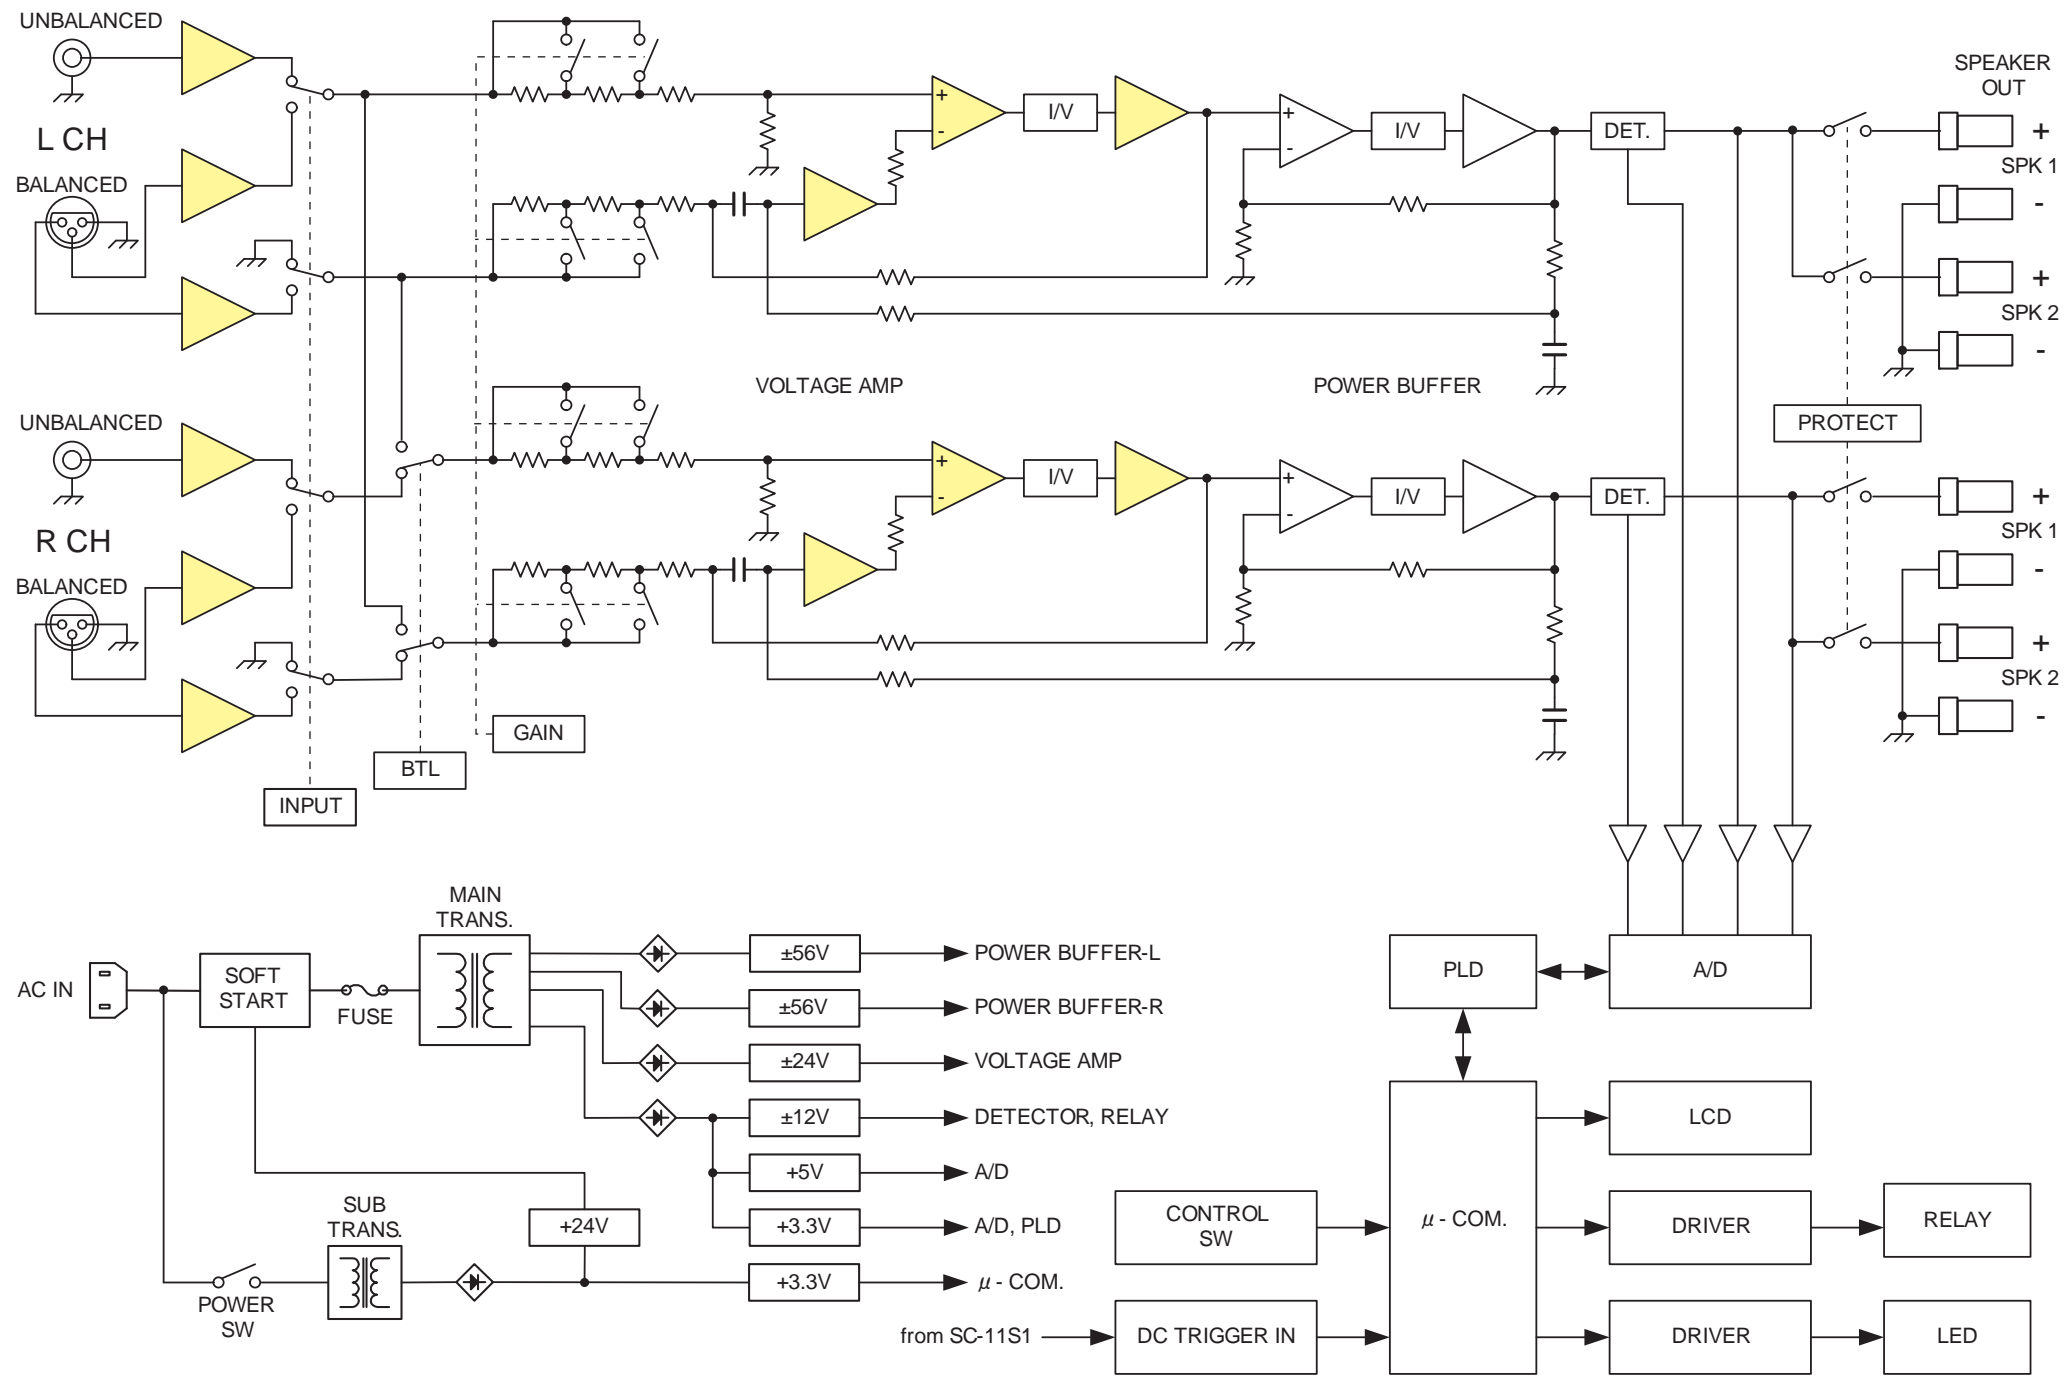 UNBALANCED
L CH
BALANCED
+
-
I/V
+
-
I/V
DET.
SPEAKER
OUT
+
SPK 1
-
+
SPK 2
-
VOLTAGE AMP
POWER BUFFER
PROTECT
UNBALANCED
R CH
BALANCED
+
-
I/V
+
-
I/V
DET.
+
SPK 1
-
+
SPK 2
-
GAIN
BTL
INPUT
MAIN
TRANS.
AC IN
SOFT
START
FUSE
±56V
POWER BUFFER-L
±56V
POWER BUFFER-R
±24V
VOLTAGE AMP
±12V
DETECTOR, RELAY
+5V
A/D
+3.3V
A/D, PLD
+3.3V
μ - COM.
SUB
TRANS.
+24V
POWER
SW
PLD
A/D
LCD
CONTROL
SW
μ - COM.
DRIVER
RELAY
from SC-11S1
DC TRIGGER IN
DRIVER
LED